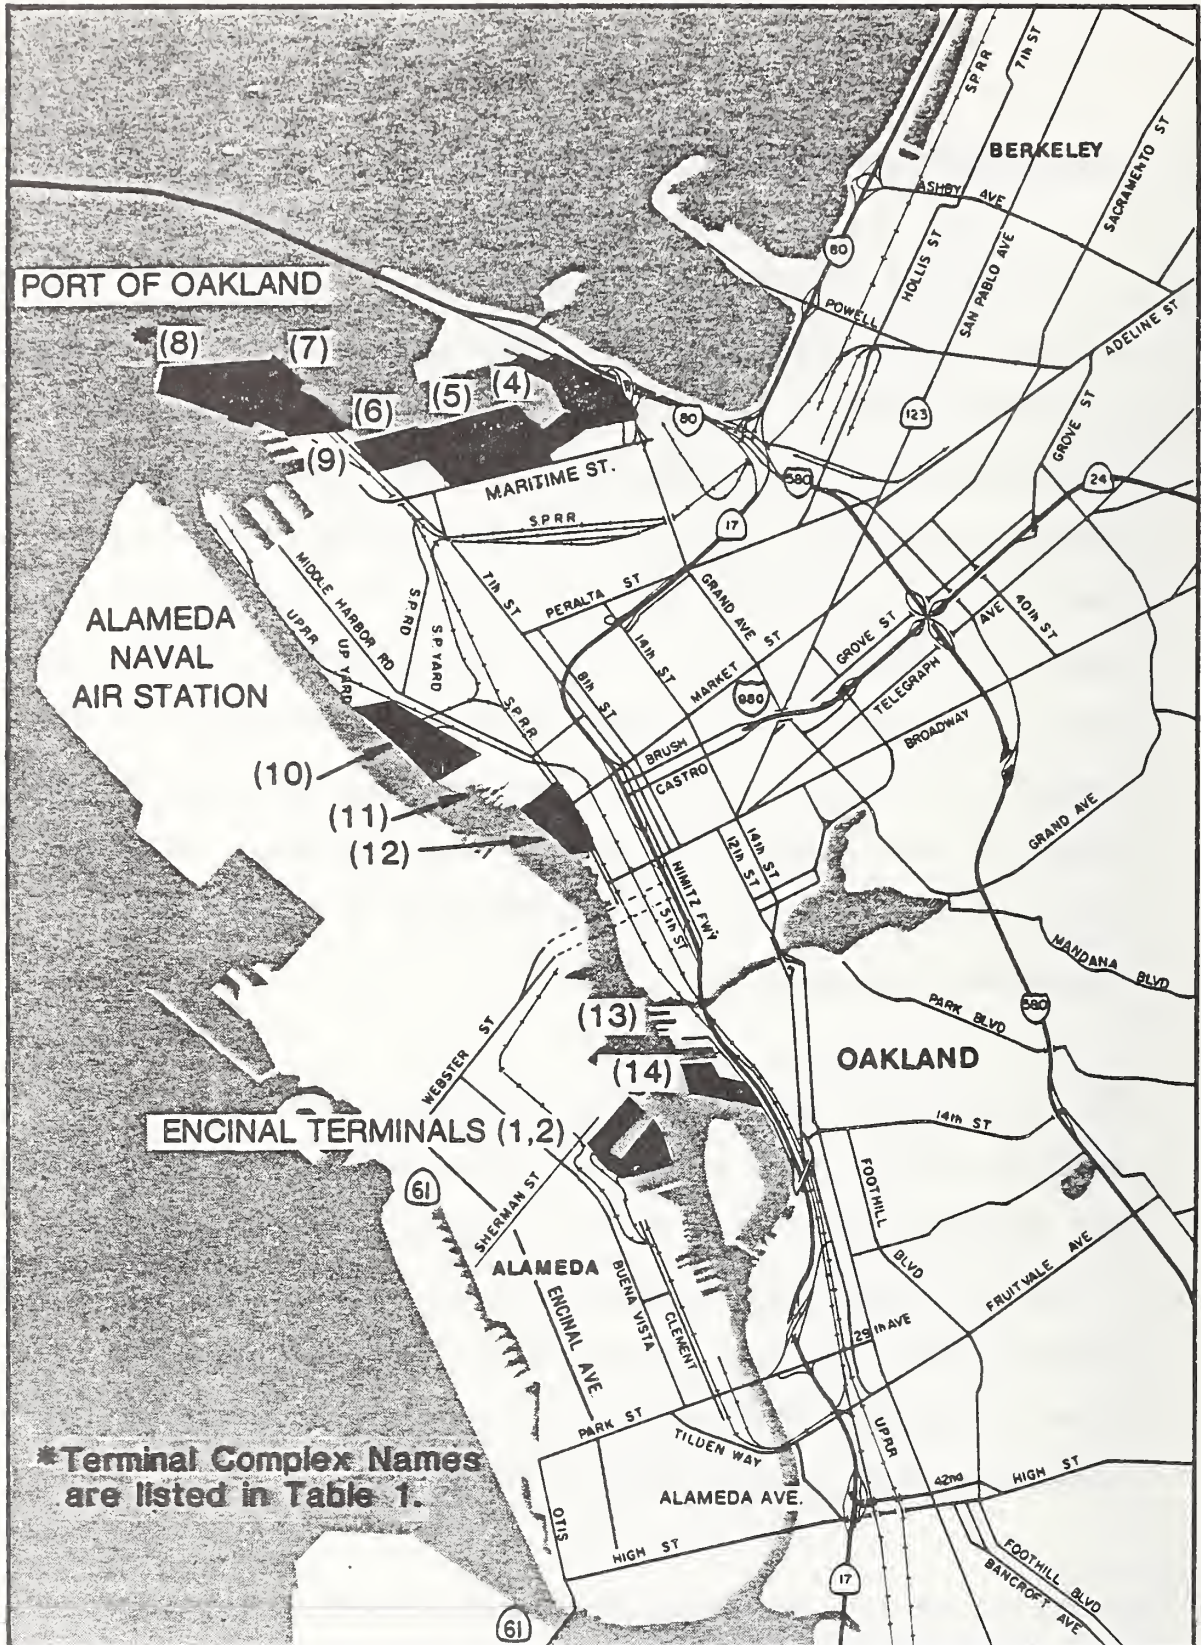 S.P.R.R
7th ST
BERKELEY
SACRAMENTO ST
ASHBY AVE
80
HOLLIS ST
SAN PABLO AVE
PORT OF OAKLAND
POWELL
ADELINE ST
*
(8)
(7)
(6)
(5)
(4)
(9)
80
123
GROVE ST
MARITIME ST.
580
24
S.P.R.R
17
MIDDLE HARBOR RD
7th ST
PERALTA ST
GRAND AVE
14th ST
MARKET ST
GROVE ST
40th ST
AVE
TELEGRAPH
BROADWAY
S.P. RD
S.P. YARD
UPRR
UP YARD
S.P.R.R
8th ST
980
BRUSH
CASTRO
ALAMEDA
NAVAL
AIR STATION
(10)
(11)
(12)
14th ST
12th ST
GRAND AVE
NIMITZ FWY
5th ST
MANDANA BLVD
PARK BLVD
580
(13)
(14)
OAKLAND
WEBSTER ST
ENCINAL TERMINALS (1,2)
14th ST
61
SHERMAN ST
ALAMEDA
ENCINAL AVE.
BUENA VISTA
CLEMENT
FOOTHILL
BLVD
FRUITVALE AVE
29th AVE
PARK ST
TILDEN WAY
UPRR
*Terminal Complex Names
are listed in Table 1.
42nd
HIGH ST
ALAMEDA AVE.
OTIS
HIGH ST
FOOTHILL BLVD
BANCROFT AVE
17
61